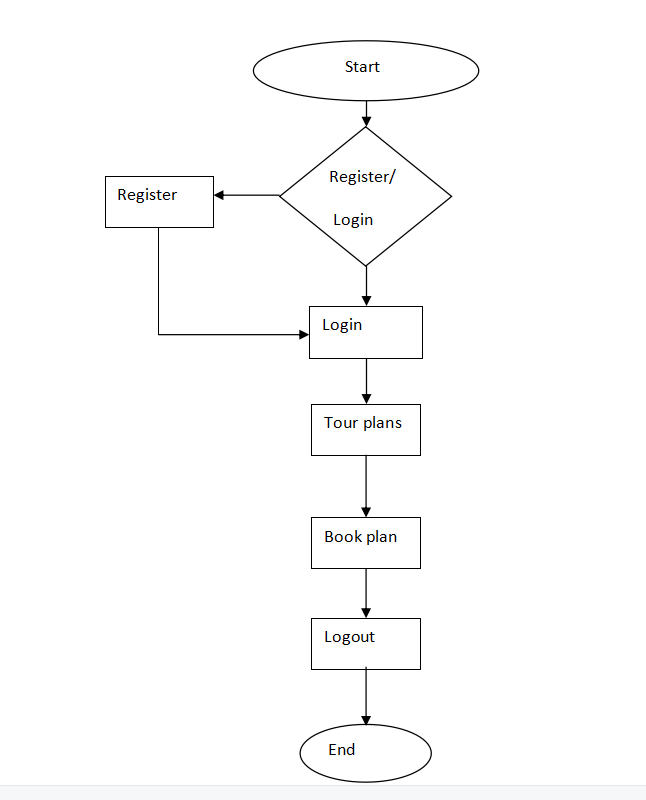 Start
Register/
Login
Register
Login
Tour plans
Book plan
Logout
End